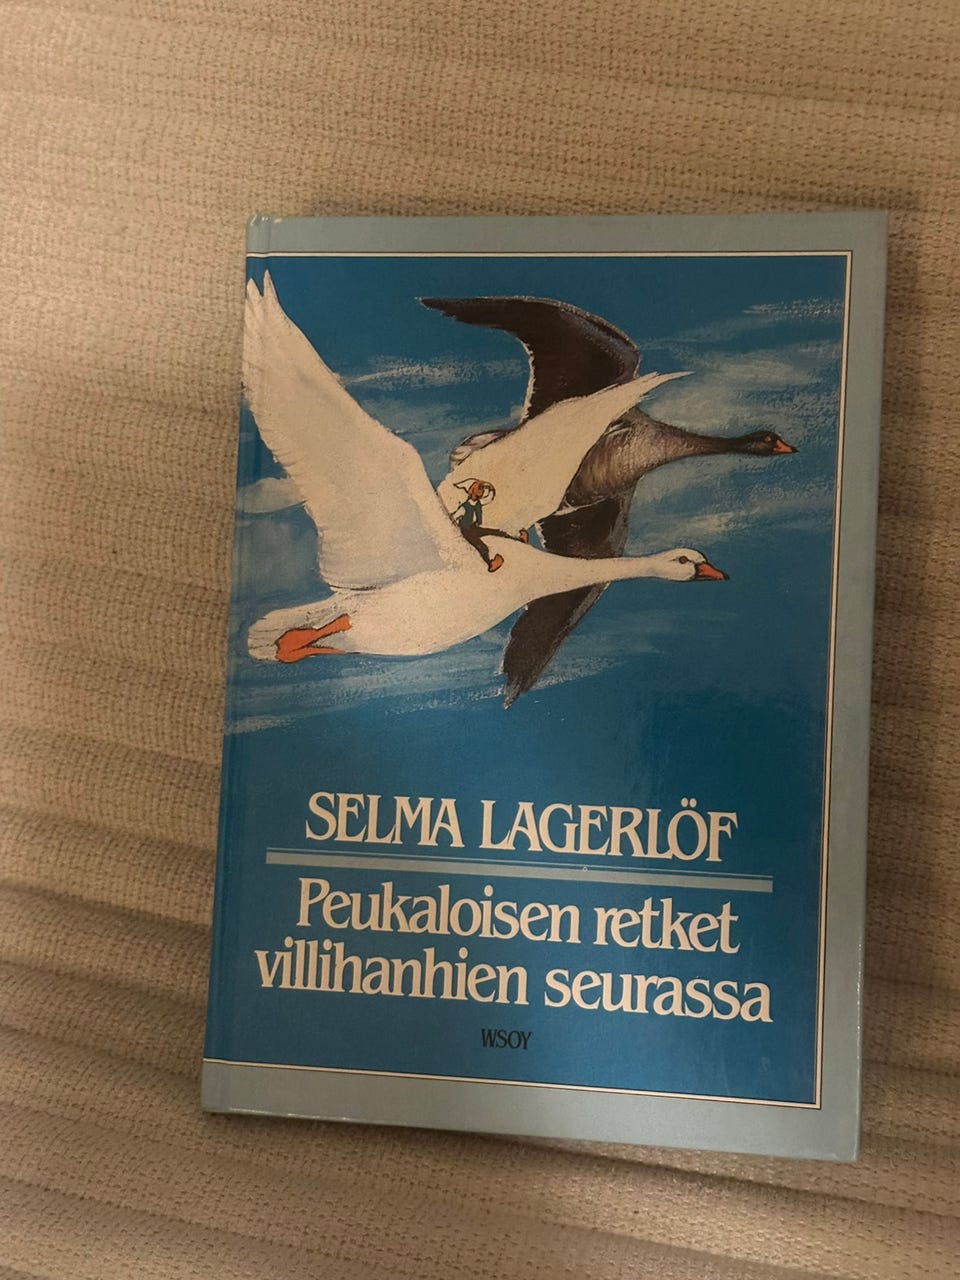 SELMA LAGERLÖF
Peukaloisen retket
villihanhien seurassa
WSOY